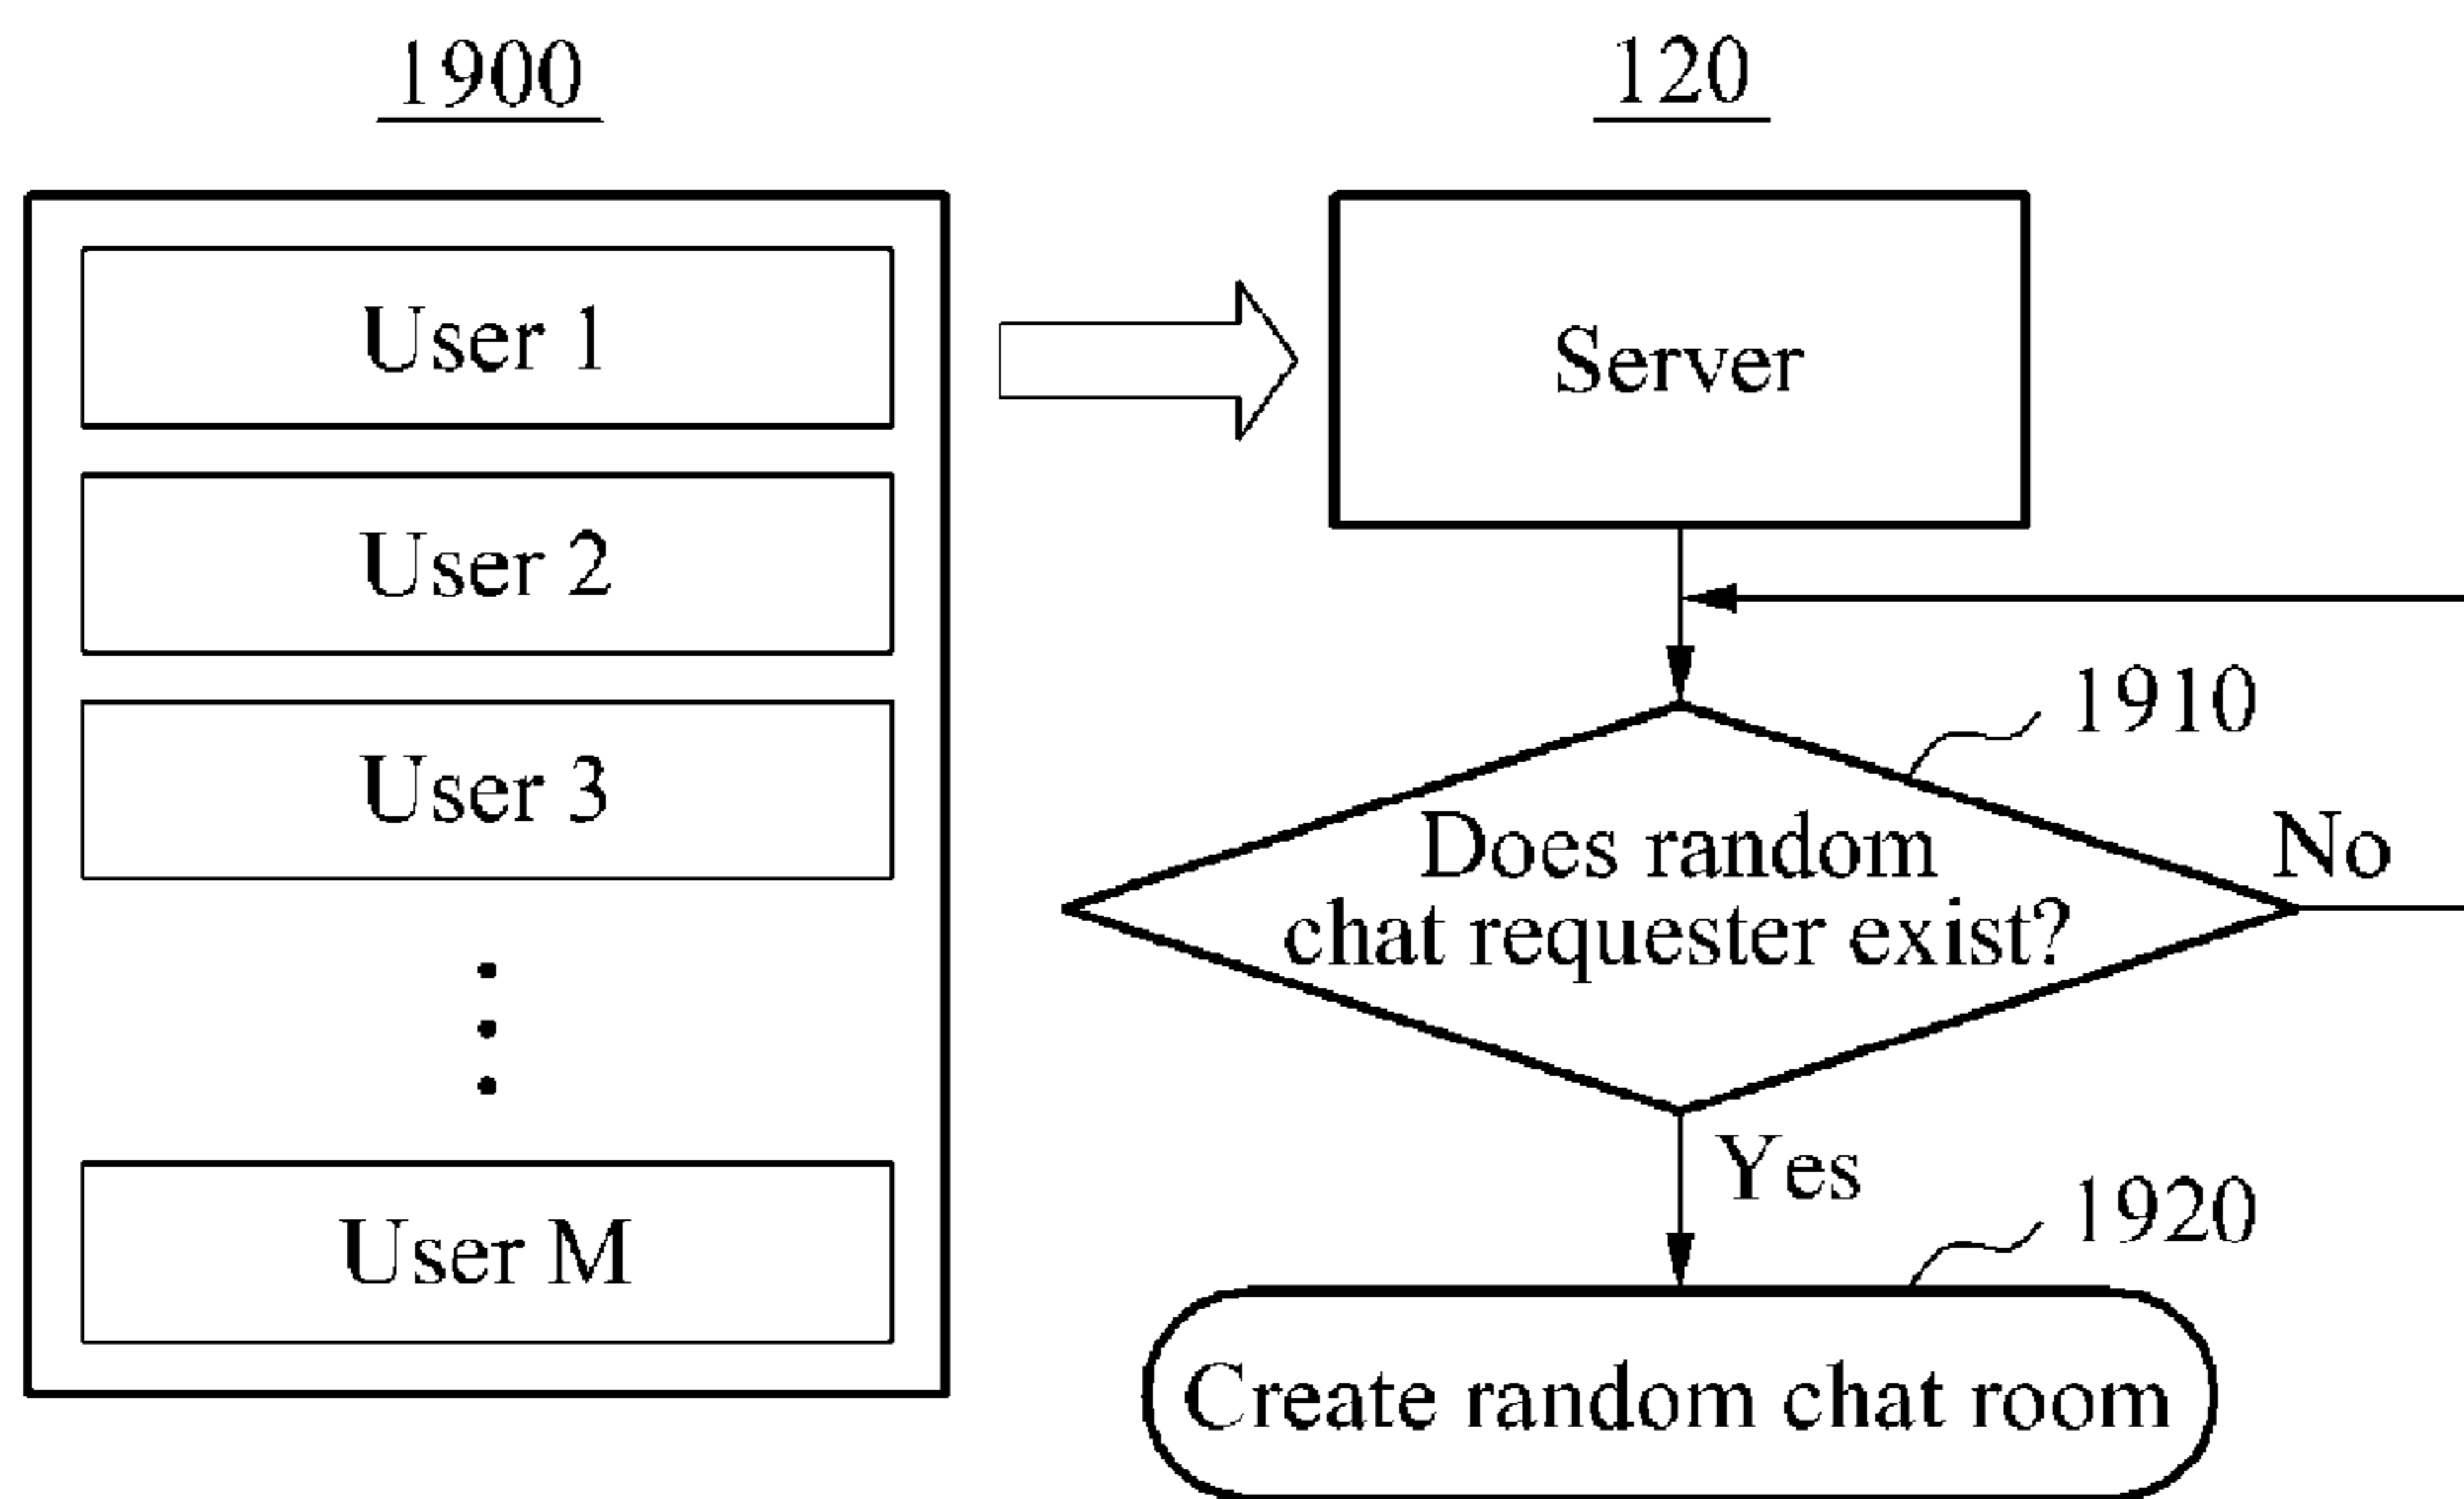 1900
User 1
User 2
User 3
User M
120
Server
1910
Does random
chat requester exist?
No
Yes
1920
Create random chat room